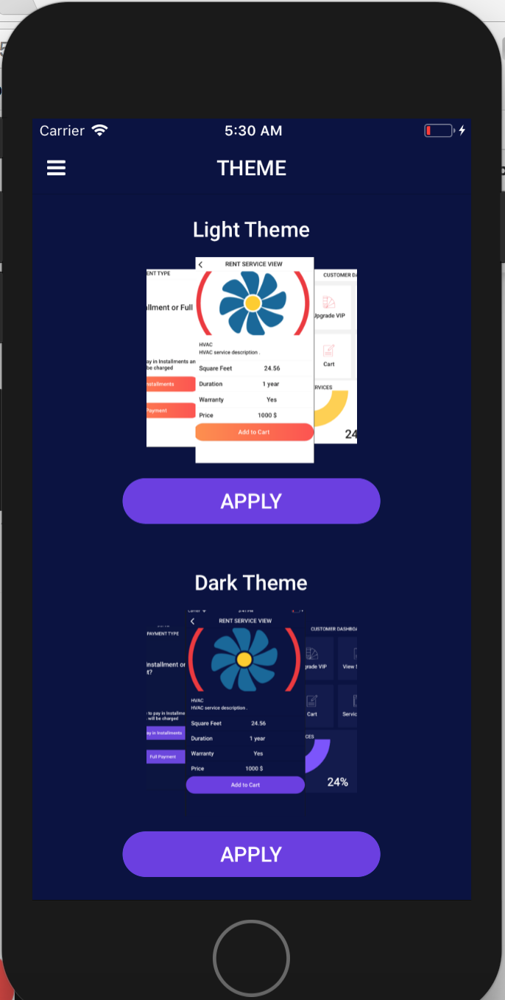 Carrier
5:30 AM
THEME
Light Theme
RENT SERVICE VIEW
ENT TYPE
CUSTOMER
llment or Full
Upgrade VIP
HVAC
HVAC service description .
ay in Installments an
be charged
Cart
Square Feet 24.56
nstallments
Duration 1 year
RVICES
Warranty Yes
Payment
Price 1000 $
Add to Cart
24
APPLY
Dark Theme
RENT SERVICE VIEW
PAYMENT TYPE
CUSTOMER DASHBO
installment or
t?
grade VIP
View
HVAC
HVAC service description .
to pay in Installme
will be charged
Cart
Servic
Square Feet 24.56
ay in Installments
Duration 1 year
CES
Warranty Yes
Full Payment
Price 1000 $
Add to Cart
24%
APPLY